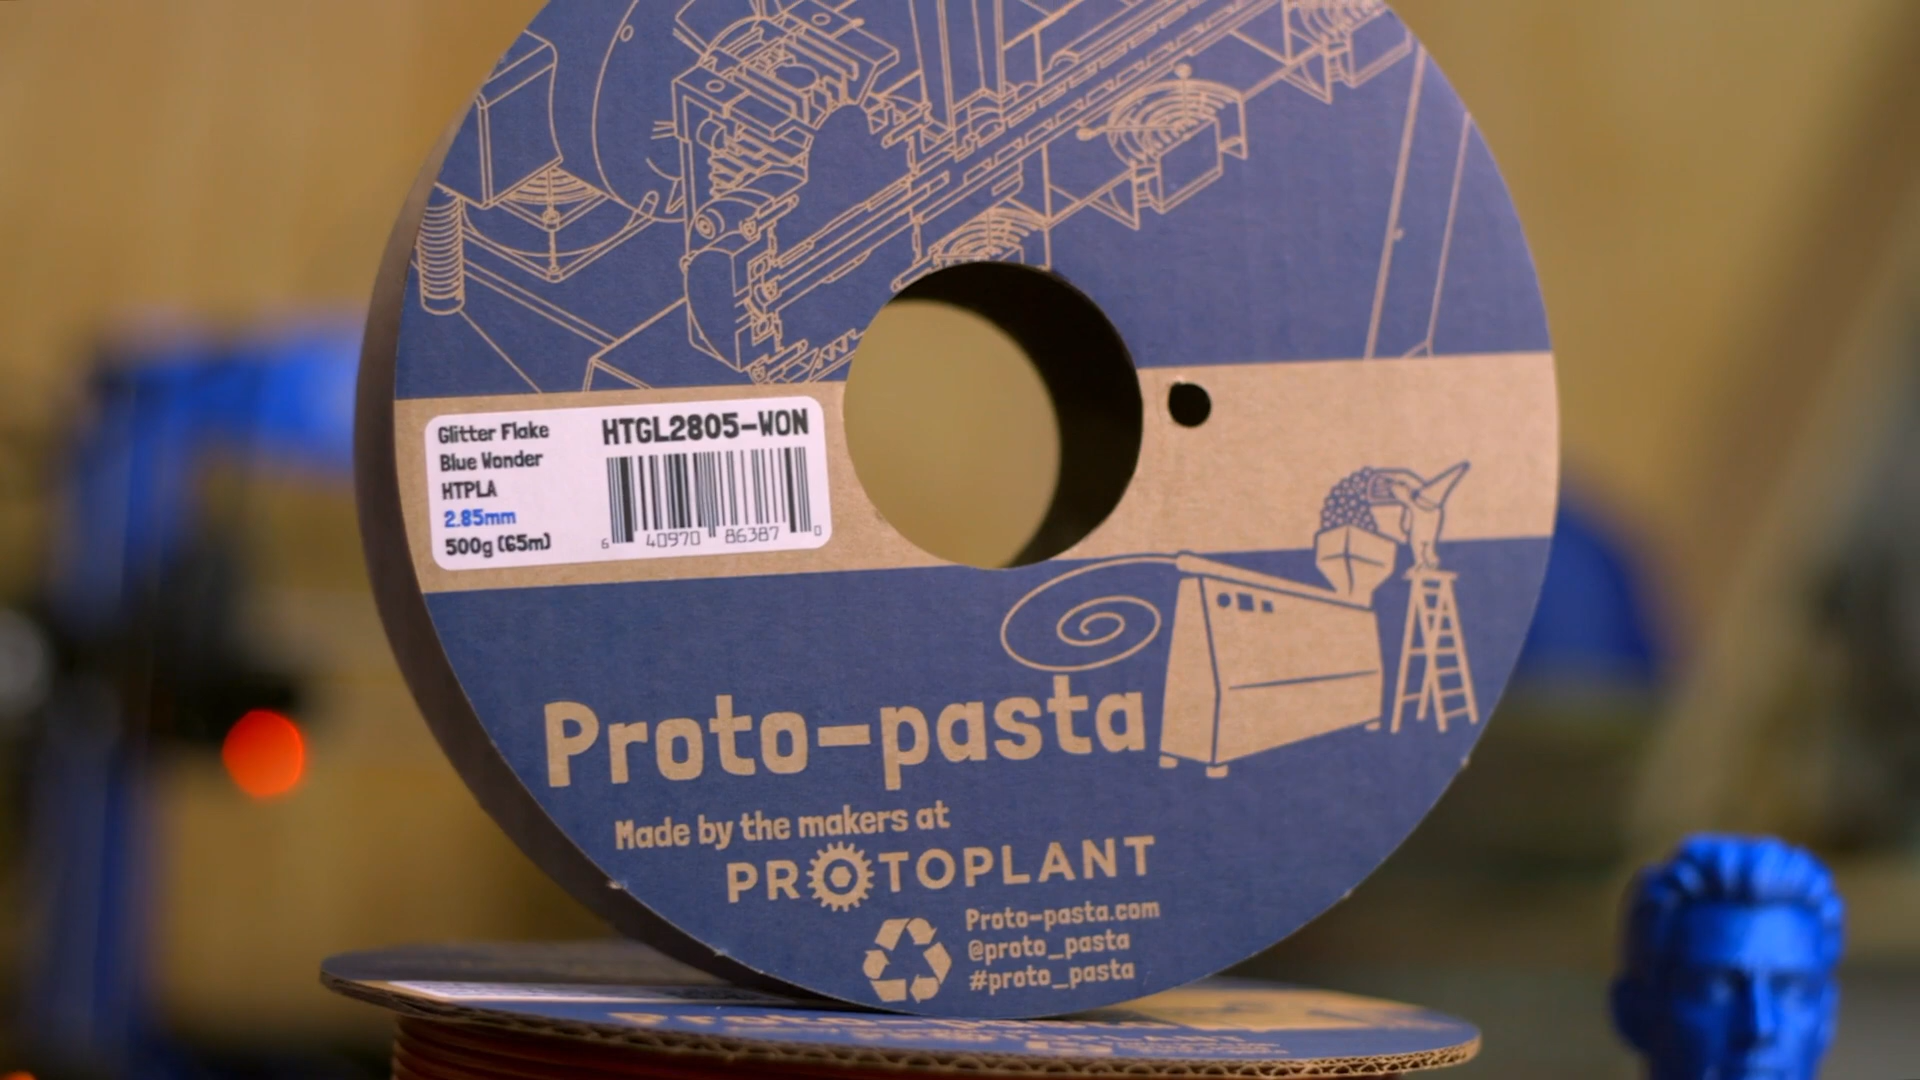 Glitter Flake
Blue Wonder
HTPLA
2.85mm
500g (65m)
HTGL2805-WON
6 40970 86387 0
Proto-pasta
Made by the makers at
PROTOPLANT
Proto-pasta.com
@proto_pasta
#proto_pasta